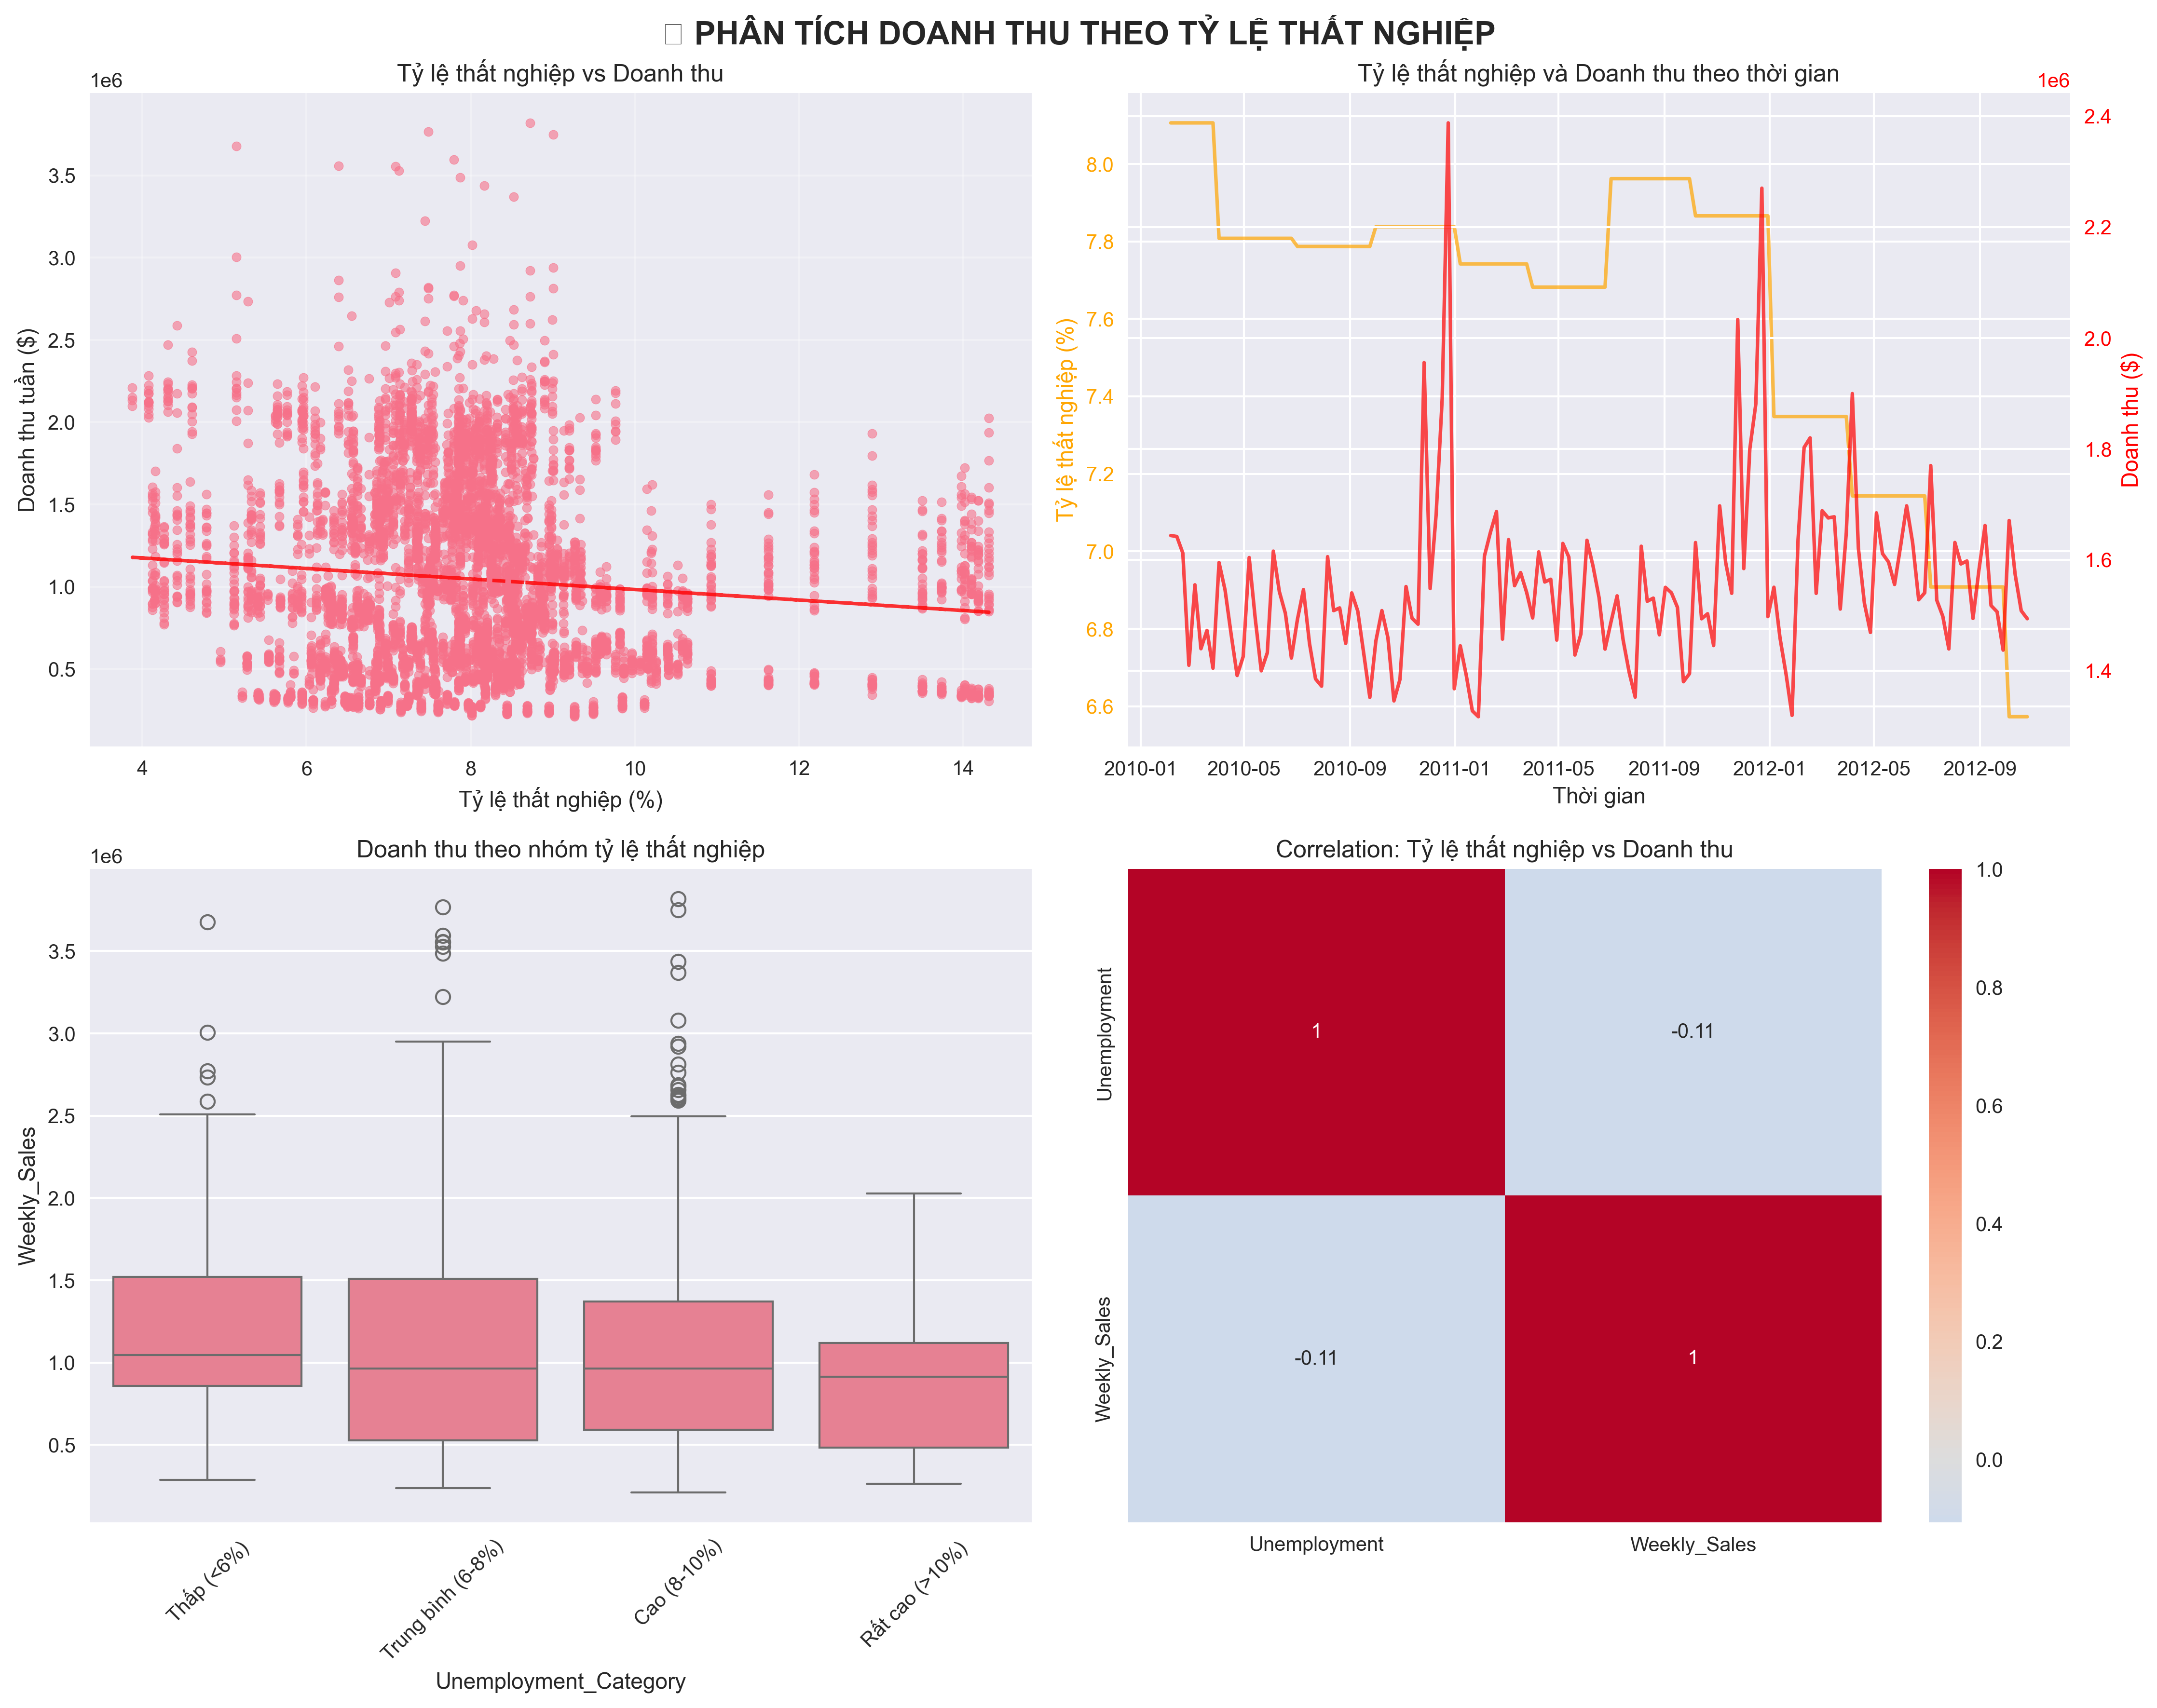 PHÂN TÍCH DOANH THU THEO TỶ LỆ THẤT NGHIỆP
Tỷ lệ thất nghiệp vs Doanh thu
1e6
3.5
3.0
2.5
2.0
1.5
1.0
0.5
Doanh thu tuần ($)
4 6 8 10 12 14
Tỷ lệ thất nghiệp (%)
Tỷ lệ thất nghiệp và Doanh thu theo thời gian
1e6
8.0
7.8
7.6
7.4
7.2
7.0
6.8
6.6
Tỷ lệ thất nghiệp (%)
2.4
2.2
2.0
1.8
1.6
1.4
Doanh thu ($)
2010-01 2010-05 2010-09 2011-01 2011-05 2011-09 2012-01 2012-05 2012-09
Thời gian
Doanh thu theo nhóm tỷ lệ thất nghiệp
1e6
3.5
3.0
2.5
2.0
1.5
1.0
0.5
Weekly_Sales
Thấp (<6%)
Trung bình (6-8%)
Cao (8-10%)
Rất cao (>10%)
Unemployment_Category
Correlation: Tỷ lệ thất nghiệp vs Doanh thu
Unemployment
Weekly_Sales
1 -0.11
-0.11 1
Unemployment Weekly_Sales
1.0
0.8
0.6
0.4
0.2
0.0